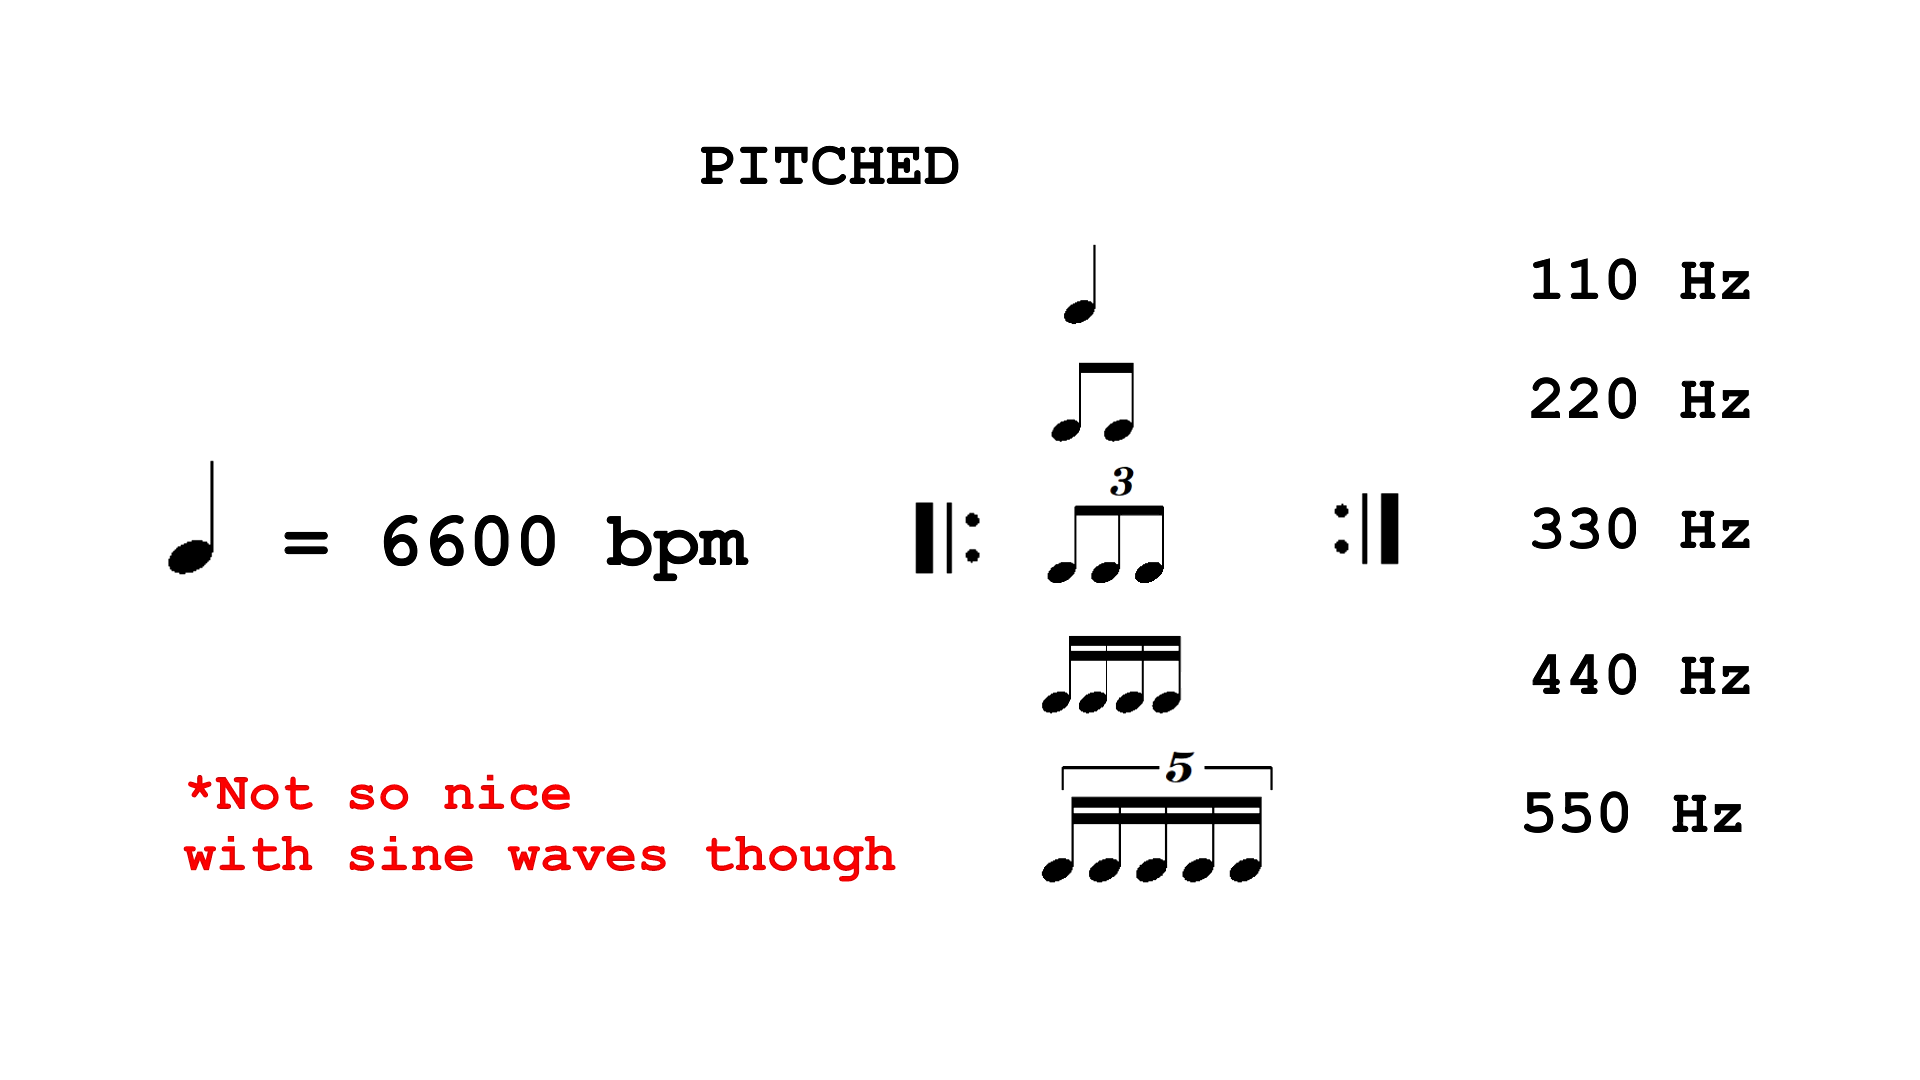 PITCHED
110 Hz
220 Hz
3
= 6600 bpm
330 Hz
440 Hz
5
*Not so nice
with sine waves though
550 Hz